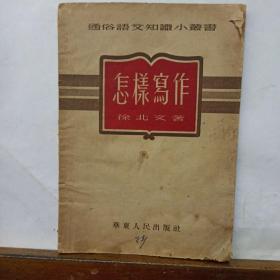 通俗語文知識小叢書
怎樣寫作
徐北文著
華東人民出版社